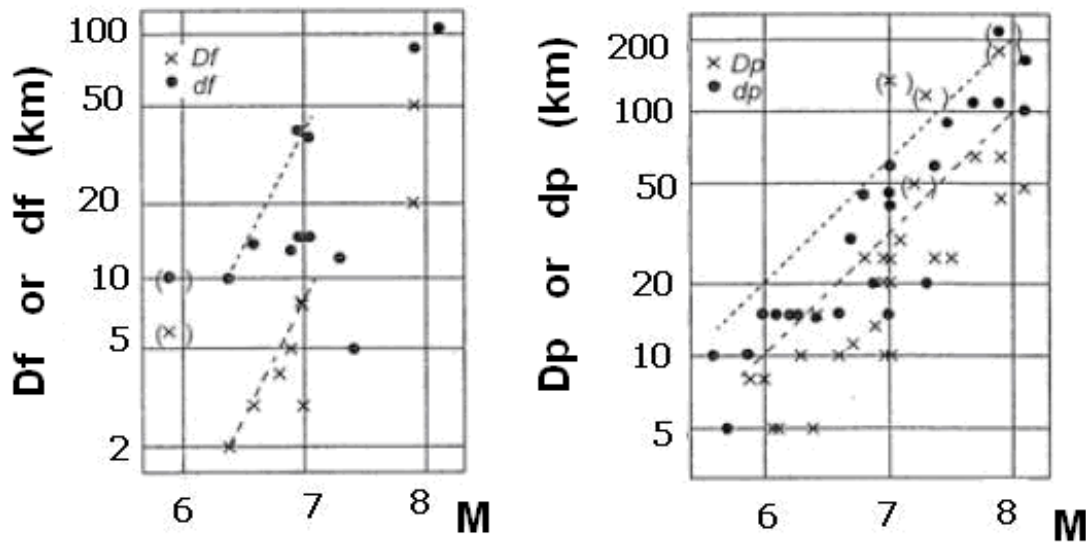 Df or df (km)
100
50
20
10
5
2
× Df
• df
( )
( )
6 7 8 M
Dp or dp (km)
200
100
50
20
10
5
× Dp
• dp
( )
( )
( )
( )
( )
6 7 8 M